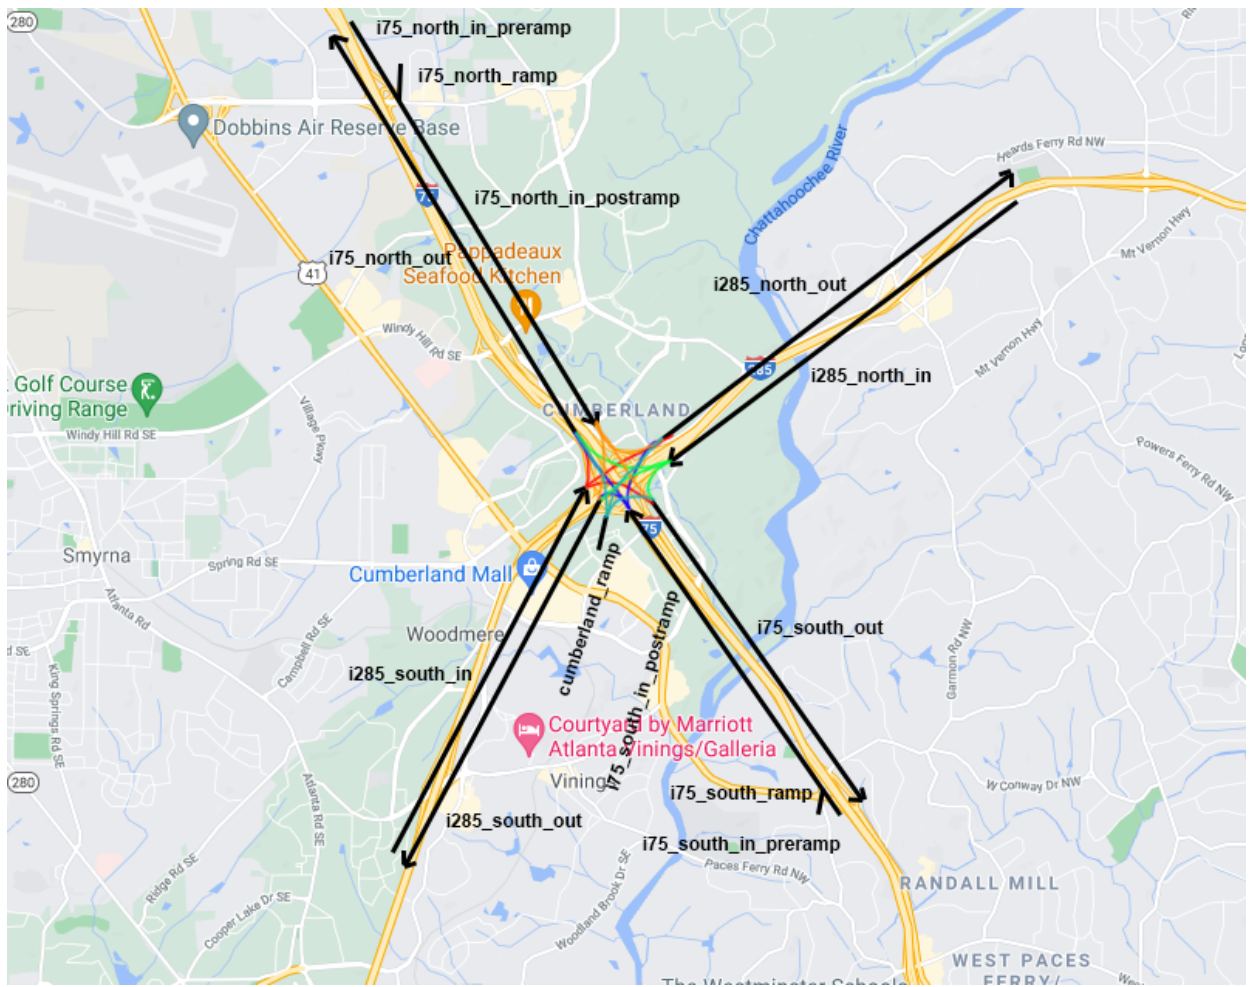 280
i75_north_in_preramp
i75_north_ramp
Dobbins Air Reserve Base
Heards Ferry Rd NW
Chattahoochee River
75
i75_north_in_postramp
Mt Vernon Hwy
i75_north_out
Pappadeaux
Seafood Kitchen
41
i285_north_out
Windy Hill Rd SE
Mt Vernon Hwy
285
i285_north_in
Golf Course
Driving Range
CUMBERLAND
Village Pkwy
Windy Hill Rd SE
Powers Ferry Rd NW
75
Smyrna
Spring Rd SE
Cumberland Mall
Atlanta Rd
cumberland_ramp
Woodmere
i75_south_out
Campbell Rd SE
i75_south_in_postramp
Garmon Rd NW
d SE
King Springs Rd SE
i285_south_in
Courtyard by Marriott
Atlanta Vinings/Galleria
280
Vinings
i75_south_ramp
W Conway Dr NW
Atlanta Rd SE
i285_south_out
i75_south_in_preramp
Paces Ferry Rd NW
Ridge Rd SE
RANDALL MILL
Cooper Lake Dr SE
Woodland Brook Dr SE
WEST PACES
FERRY/
The Westminster Schools